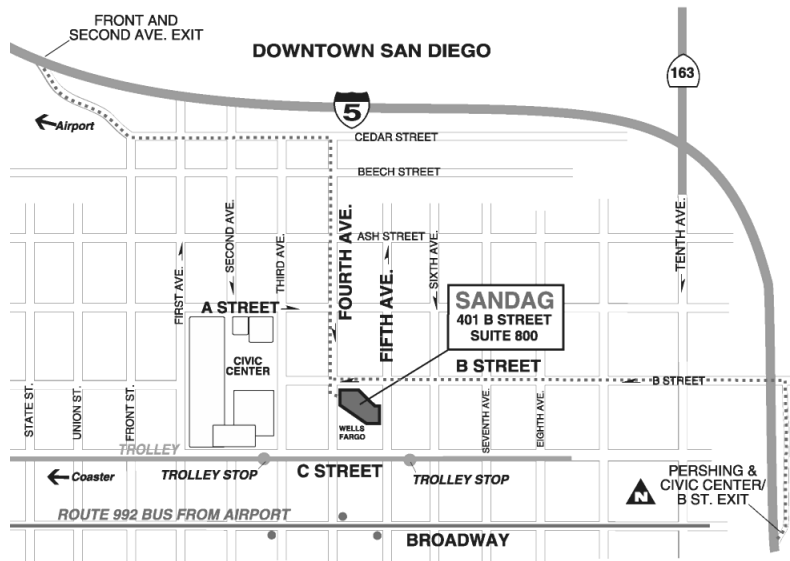 FRONT AND
SECOND AVE. EXIT
DOWNTOWN SAN DIEGO
163
5
Airport
CEDAR STREET
BEECH STREET
FIRST AVE.
SECOND AVE.
THIRD AVE.
FOURTH AVE.
FIFTH AVE.
ASH STREET
SIXTH AVE.
TENTH AVE.
A STREET
SANDAG
401 B STREET
SUITE 800
CIVIC
CENTER
B STREET
B STREET
STATE ST.
UNION ST.
FRONT ST.
WELLS
FARGO
SEVENTH AVE.
EIGHTH AVE.
TROLLEY
Coaster
TROLLEY STOP
C STREET
TROLLEY STOP
PERSHING &
CIVIC CENTER/
B ST. EXIT
N
ROUTE 992 BUS FROM AIRPORT
BROADWAY